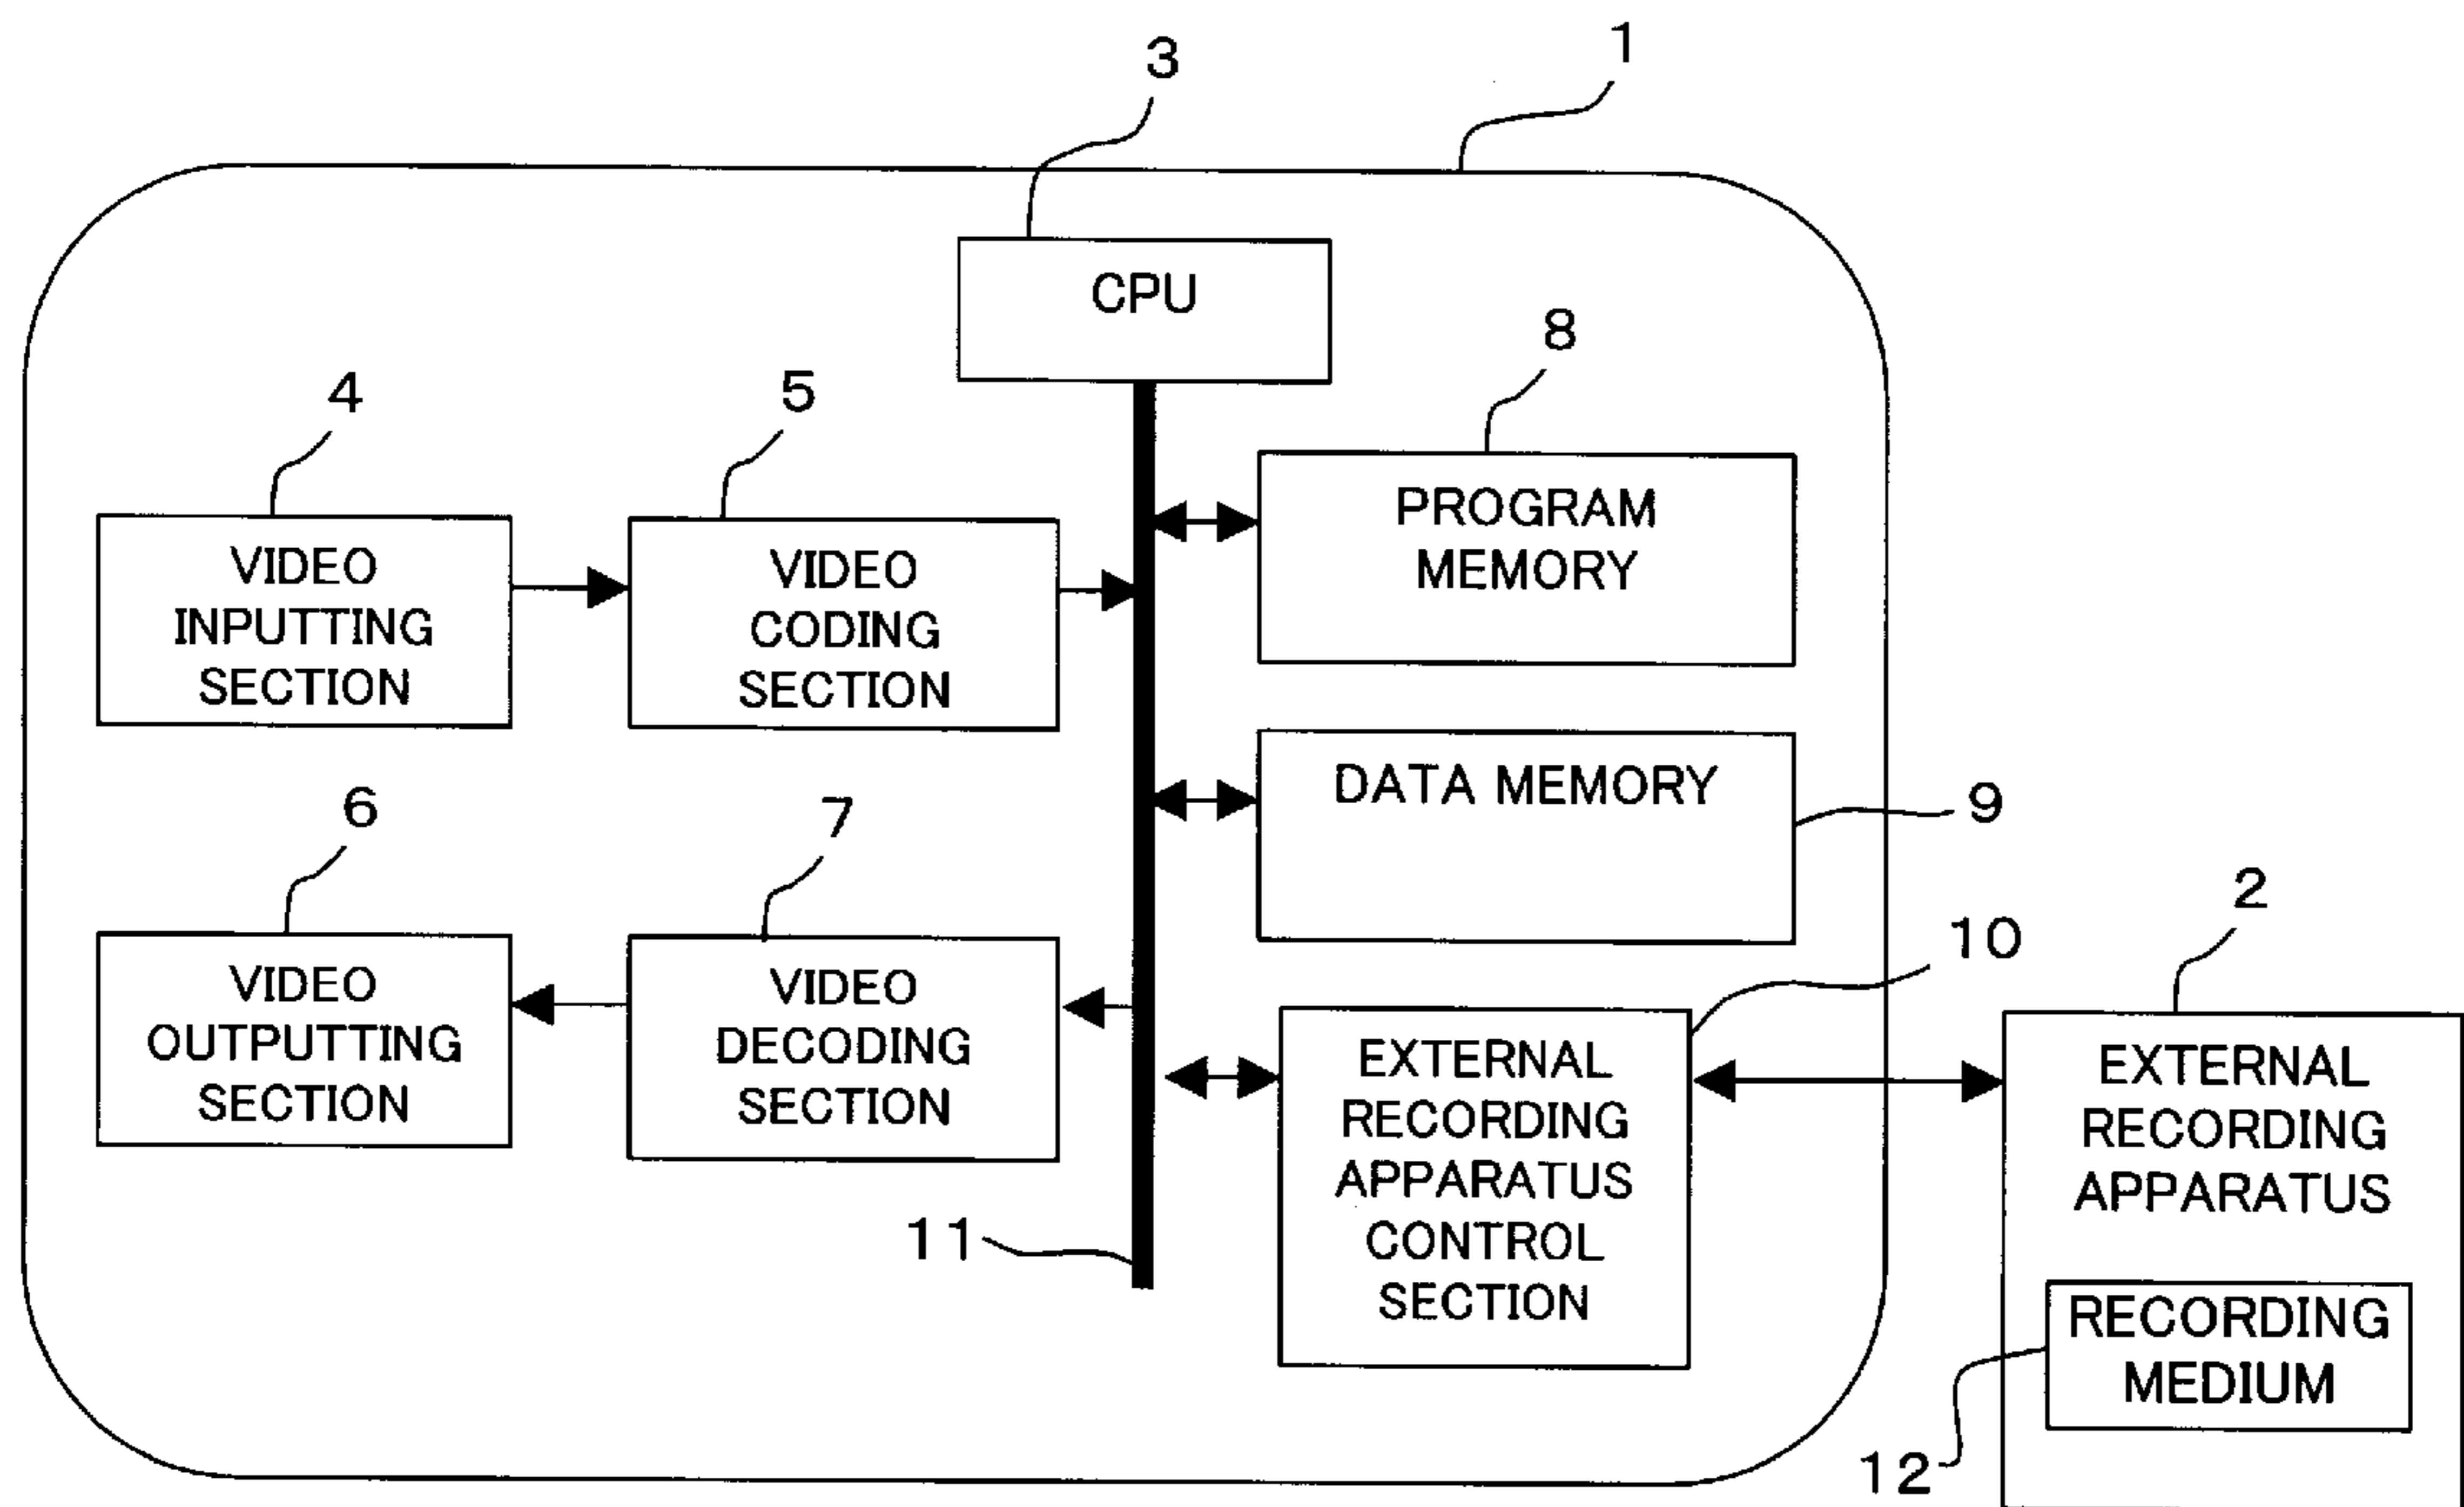 1
3
CPU
8
4
5
PROGRAM
MEMORY
VIDEO
INPUTTING
SECTION
VIDEO
CODING
SECTION
DATA MEMORY
9
6
7
2
10
VIDEO
OUTPUTTING
SECTION
VIDEO
DECODING
SECTION
EXTERNAL
RECORDING
APPARATUS
CONTROL
SECTION
EXTERNAL
RECORDING
APPARATUS
11
RECORDING
MEDIUM
12